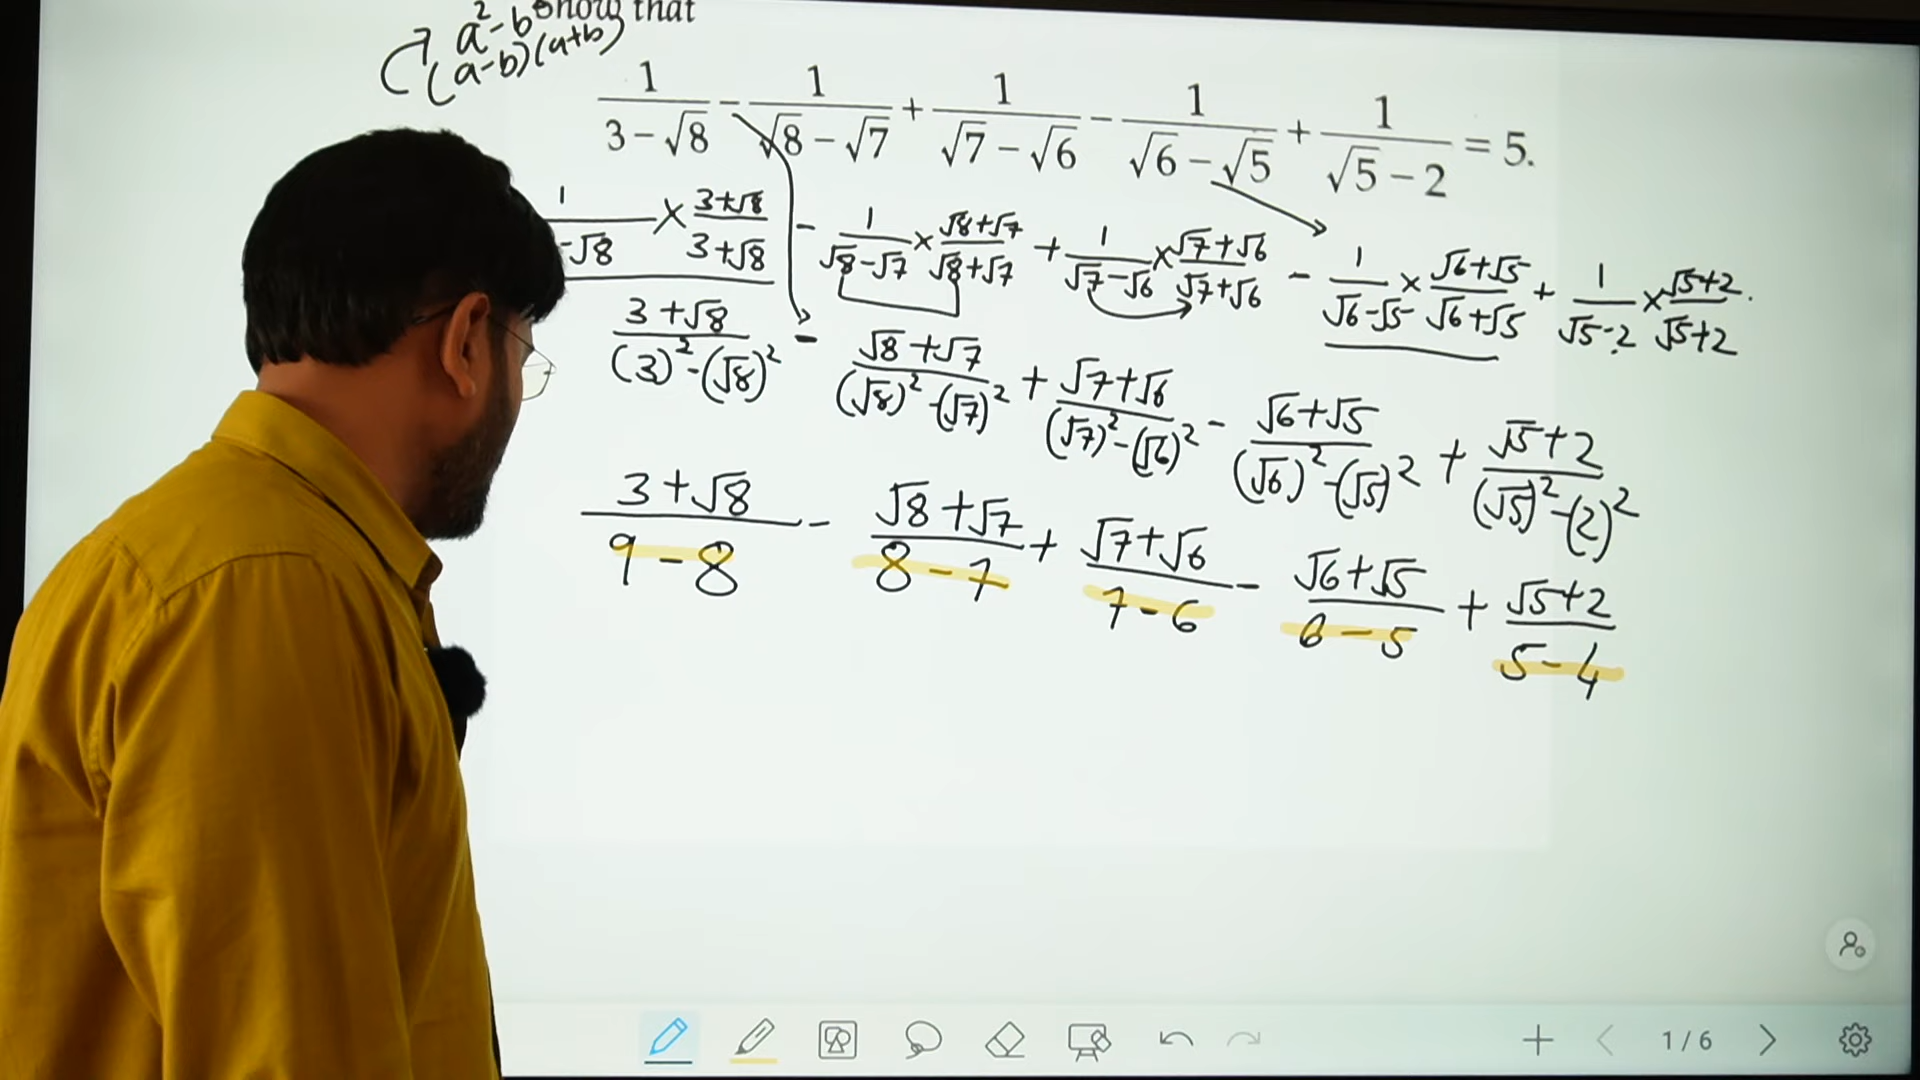 a²-b² Show that
(a-b)(a+b)
1/(3-√8) - 1/(√8-√7) + 1/(√7-√6) - 1/(√6-√5) + 1/(√5-2) = 5.
1/(-√8) × (3+√8)/(3+√8) - 1/(√8-√7) × (√8+√7)/(√8+√7) + 1/(√7-√6) × (√7+√6)/(√7+√6) - 1/(√6-√5) × (√6+√5)/(√6+√5) + 1/(√5-2) × (√5+2)/(√5+2).
(3+√8)/((3)²-(√8)²) - (√8+√7)/((√8)²-(√7)²) + (√7+√6)/((√7)²-(√6)²) - (√6+√5)/((√6)²-(√5)²) + (√5+2)/((√5)²-(2)²)
(3+√8)/(9-8) - (√8+√7)/(8-7) + (√7+√6)/(7-6) - (√6+√5)/(6-5) + (√5+2)/(5-4)
1/6